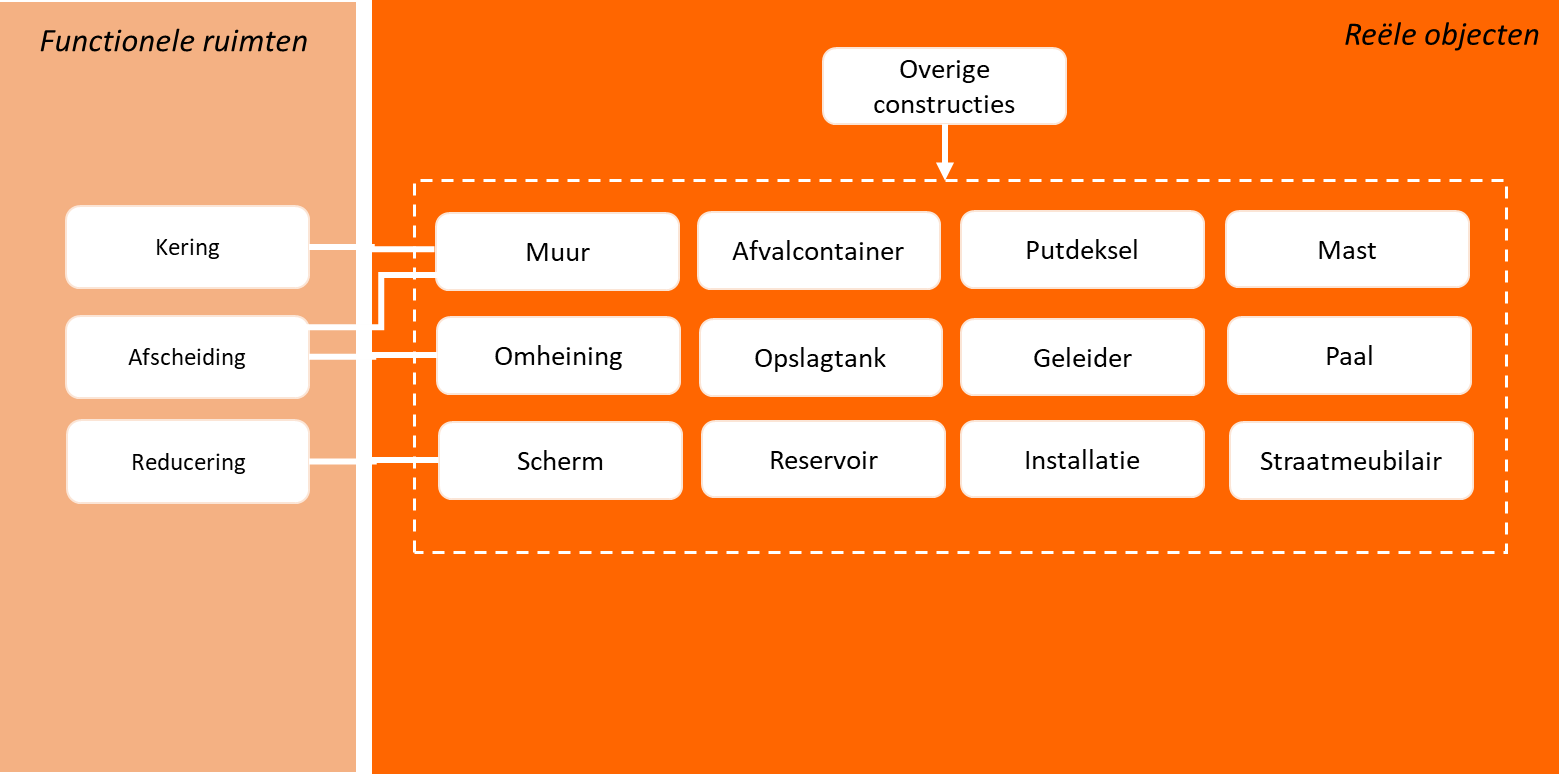 Functionele ruimten
Reële objecten
Overige
constructies
Kering
Muur
Afvalcontainer
Putdeksel
Mast
Afscheiding
Omheining
Opslagtank
Geleider
Paal
Reducering
Scherm
Reservoir
Installatie
Straatmeubilair